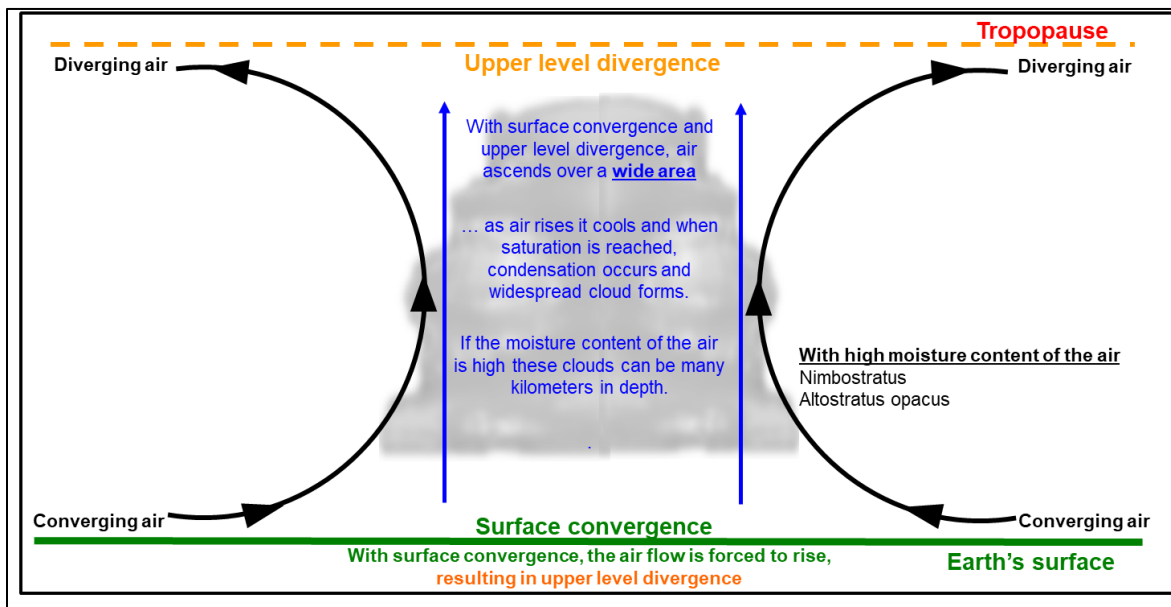 Tropopause
Diverging air
Upper level divergence
Diverging air
With surface convergence and
upper level divergence, air
ascends over a wide area
… as air rises it cools and when
saturation is reached,
condensation occurs and
widespread cloud forms.
If the moisture content of the air
is high these clouds can be many
kilometers in depth.
.
With high moisture content of the air
Nimbostratus
Altostratus opacus
Converging air
Surface convergence
Converging air
With surface convergence, the air flow is forced to rise,
resulting in upper level divergence
Earth's surface